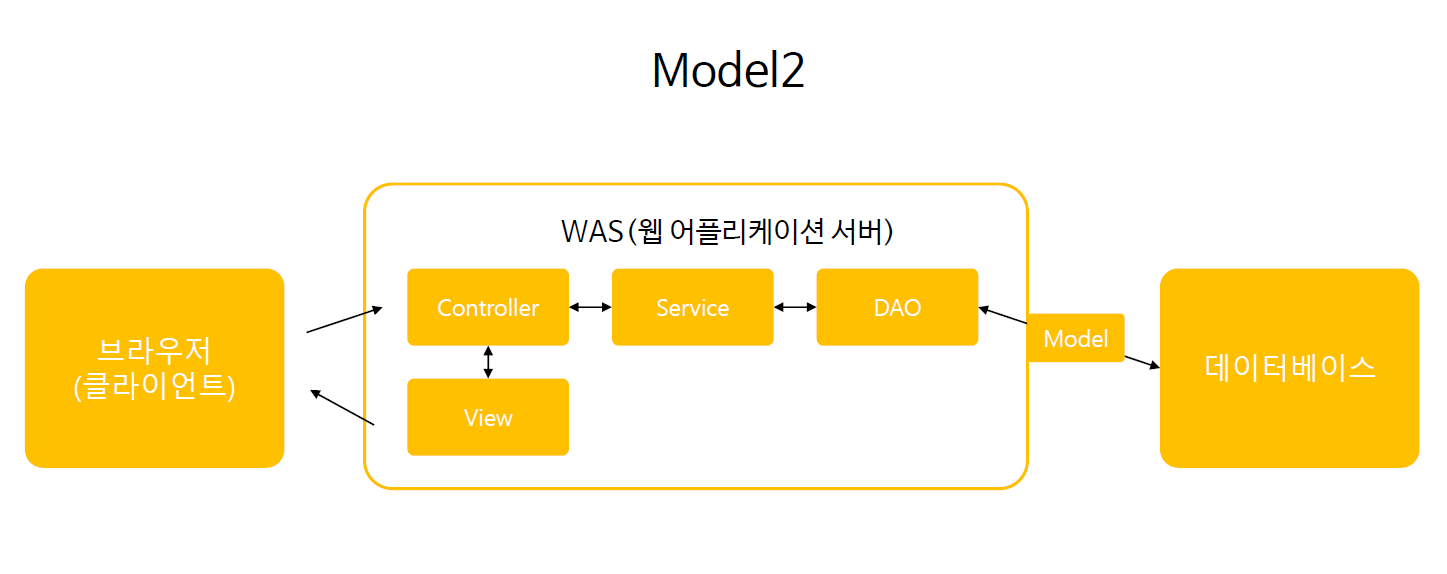 Model2
WAS(웹 어플리케이션 서버)
브라우저
(클라이언트)
Controller
Service
DAO
Model
데이터베이스
View